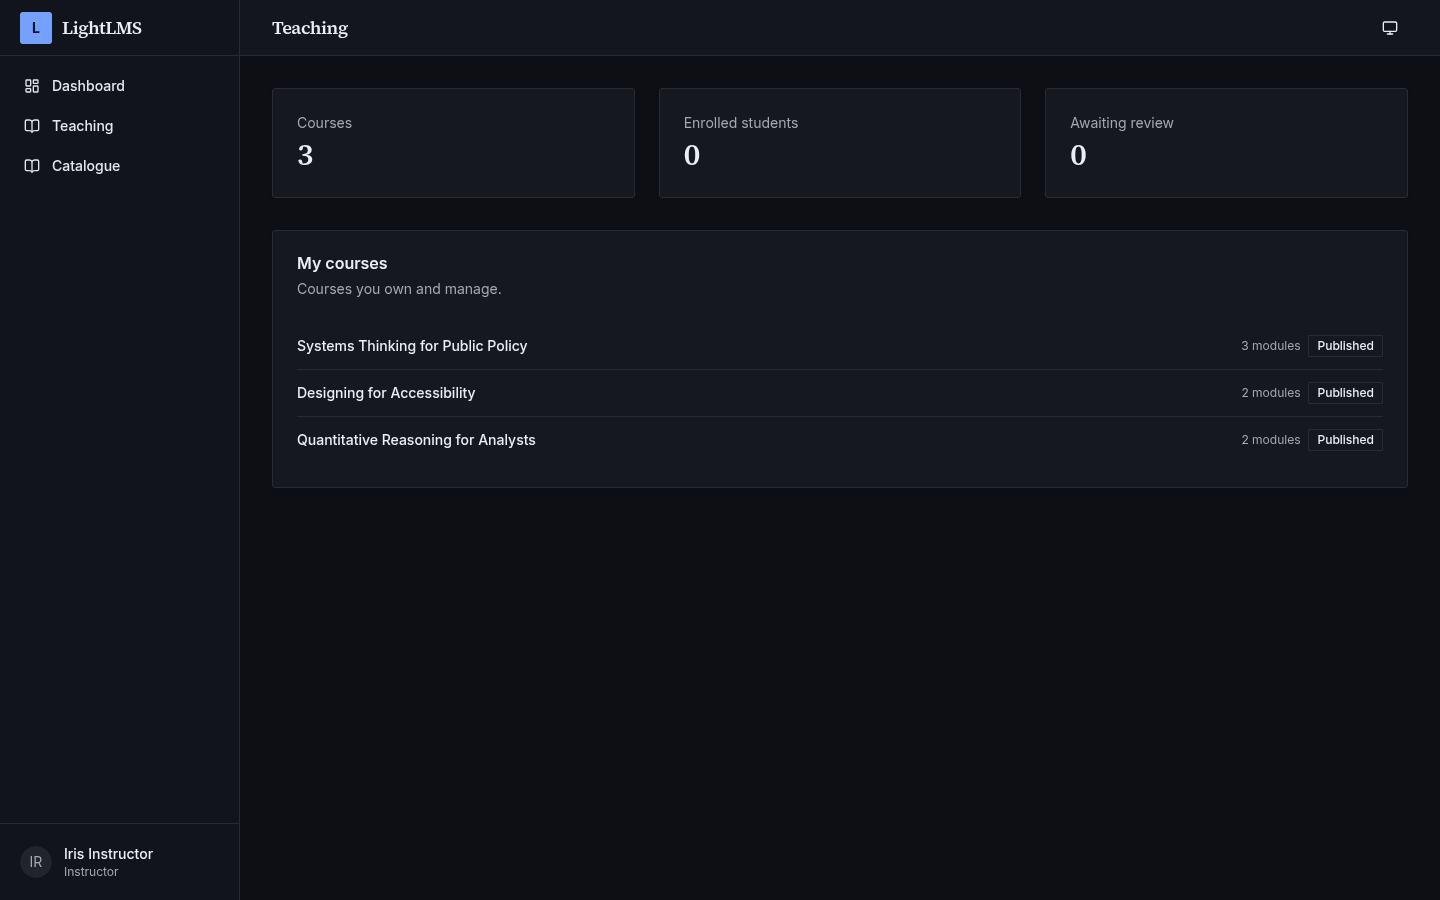 L LightLMS
Teaching
Dashboard
Teaching
Catalogue
Courses
3
Enrolled students
0
Awaiting review
0
My courses
Courses you own and manage.
Systems Thinking for Public Policy 3 modules Published
Designing for Accessibility 2 modules Published
Quantitative Reasoning for Analysts 2 modules Published
IR Iris Instructor
Instructor